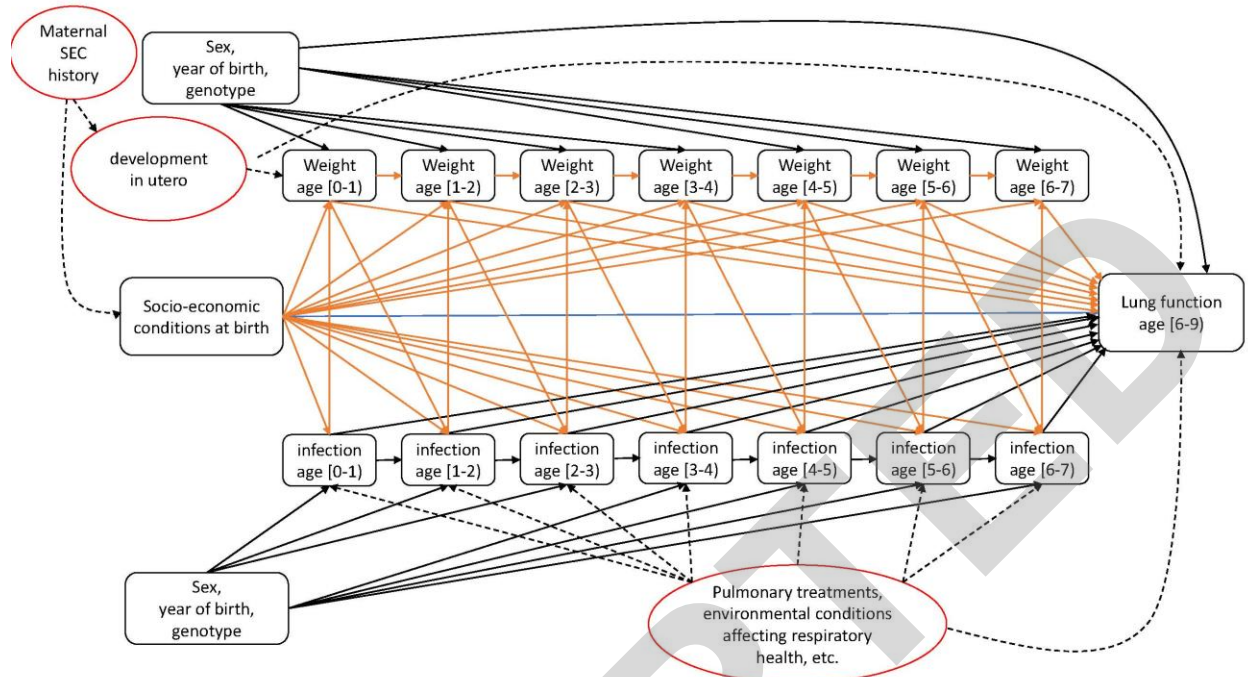 Maternal
SEC
history
Sex,
year of birth,
genotype
development
in utero
Weight
age [0-1)
Weight
age [1-2)
Weight
age [2-3)
Weight
age [3-4)
Weight
age [4-5)
Weight
age [5-6)
Weight
age [6-7)
Socio-economic
conditions at birth
Lung function
age [6-9)
infection
age [0-1)
infection
age [1-2)
infection
age [2-3)
infection
age [3-4)
infection
age [4-5)
infection
age [5-6)
infection
age [6-7)
Sex,
year of birth,
genotype
Pulmonary treatments,
environmental conditions
affecting respiratory
health, etc.
PTED